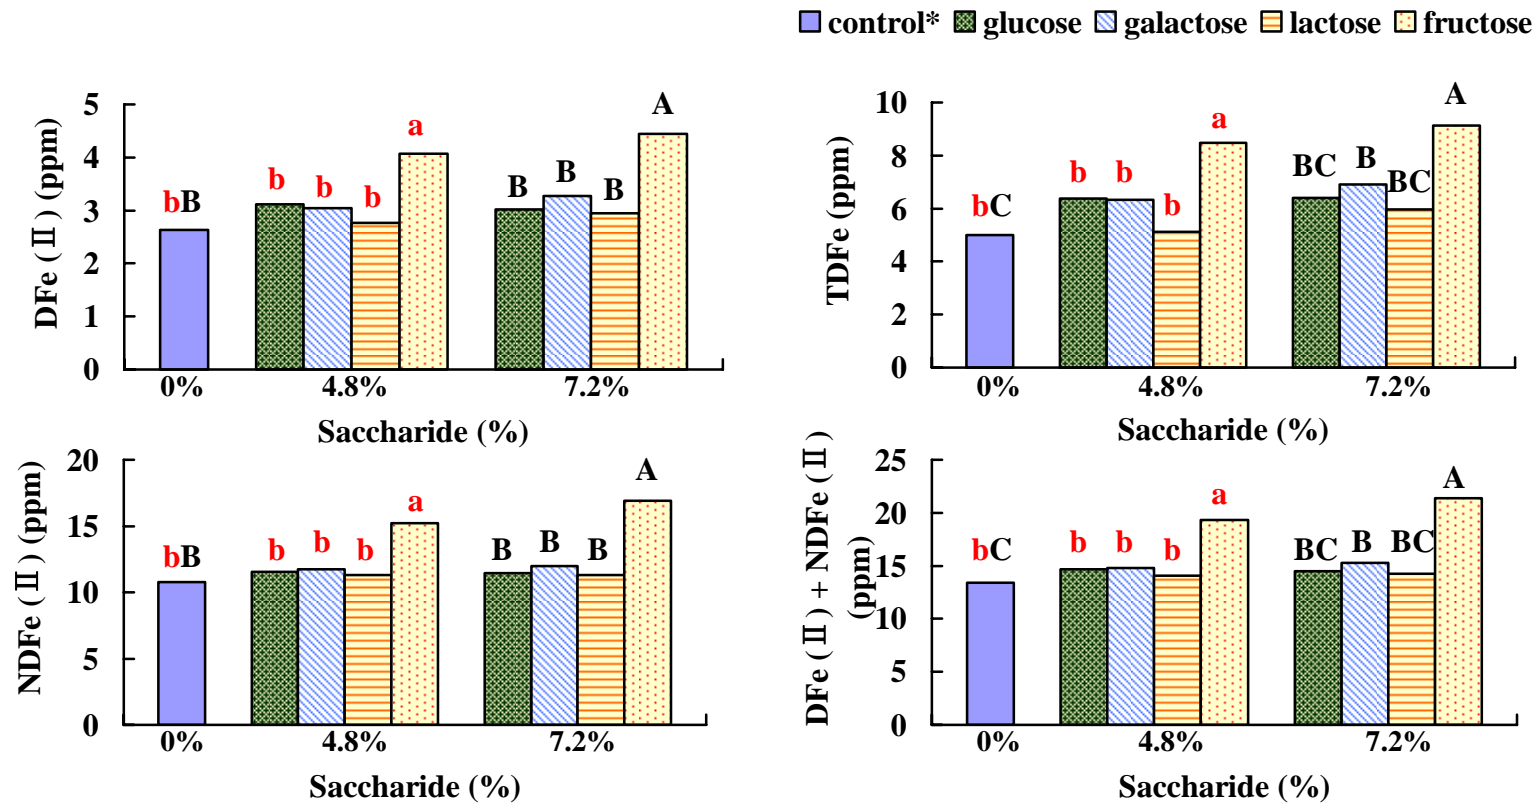 control* glucose galactose lactose fructose
DFe (Ⅱ) (ppm)
5
4
3
2
1
0
bB
b
b
b
a
B
B
B
A
0% 4.8% 7.2%
Saccharide (%)
TDFe (ppm)
10
8
6
4
2
0
bC
b
b
b
a
BC
B
BC
A
0% 4.8% 7.2%
Saccharide (%)
NDFe (Ⅱ) (ppm)
20
15
10
5
0
bB
b
b
b
a
B
B
B
A
0% 4.8% 7.2%
Saccharide (%)
DFe (Ⅱ) + NDFe (Ⅱ)
(ppm)
25
20
15
10
5
0
bC
b
b
b
a
BC
B
BC
A
0% 4.8% 7.2%
Saccharide (%)